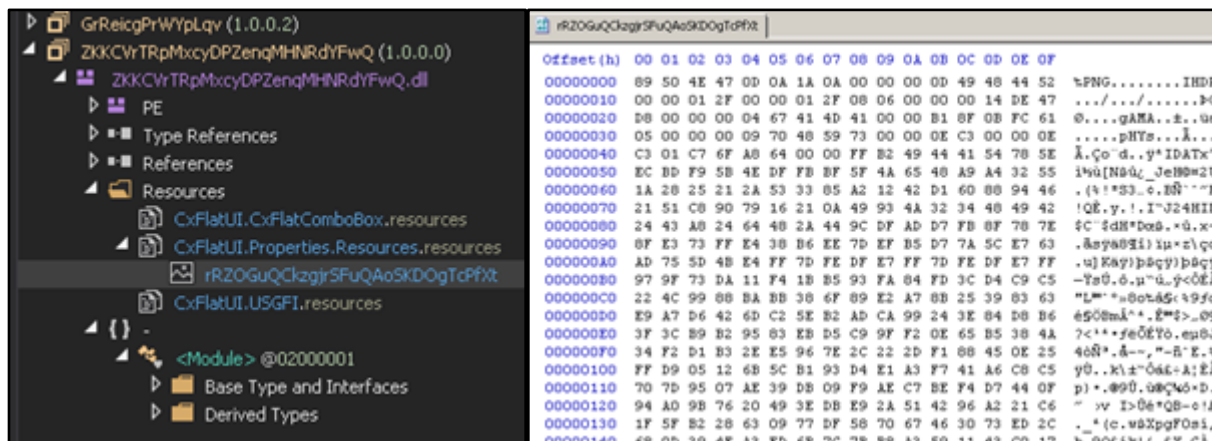 GrReicgPrWYpLqv (1.0.0.2)
ZKKCVrTRpMxcyDPZenqMHNRdYFwQ (1.0.0.0)
ZKKCVrTRpMxcyDPZenqMHNRdYFwQ.dll
PE
Type References
References
Resources
CxFlatUI.CxFlatComboBox.resources
CxFlatUI.Properties.Resources.resources
rRZOGuQCkzgjrSFuQAoSKDOgTcPfXt
CxFlatUI.USGFI.resources
{ } -
<Module> @02000001
Base Type and Interfaces
Derived Types
rRZOGuQCkzgjrSFuQAoSKDOgTcPfXt
Offset(h) 00 01 02 03 04 05 06 07 08 09 0A 0B 0C 0D 0E 0F
00000000 89 50 4E 47 0D 0A 1A 0A 00 00 00 0D 49 48 44 52
00000010 00 00 01 2F 00 00 01 2F 08 06 00 00 00 14 DE 47
00000020 D8 00 00 00 04 67 41 4D 41 00 00 B1 8F 0B FC 61
00000030 05 00 00 00 09 70 48 59 73 00 00 0E C3 00 00 0E
00000040 C3 01 C7 6F A8 64 00 00 FF B2 49 44 41 54 78 5E
00000050 EC BD F9 5B 4E DF FB BF 5F 4A 65 48 A9 A4 32 55
00000060 1A 28 25 21 2A 53 33 85 A2 12 42 D1 60 88 94 46
00000070 21 51 C8 90 79 16 21 0A 49 93 4A 32 34 48 49 42
00000080 24 43 A8 24 64 48 2A 44 9C DF AD D7 FB 8F 78 7E
00000090 8F E3 73 FF E4 38 B6 EE 7D EF B5 D7 7A 5C E7 63
000000A0 AD 75 5D 4B E4 FF 7D FE DF E7 FF 7D FE DF E7 FF
000000B0 97 9F 73 DA 11 F4 1B B5 93 FA 84 FD 3C D4 C9 C5
000000C0 22 4C 99 88 BA BB 38 6F 89 E2 A7 8B 25 39 83 63
000000D0 E9 A7 D6 42 6D C2 5E B2 AD CA 99 24 3E 84 D8 B6
000000E0 3F 3C B9 B2 95 83 EB D5 C9 9F F2 0E 65 B5 38 4A
000000F0 34 F2 D1 B3 2E E5 96 7E 2C 22 2D F1 88 45 0E 25
00000100 FF D9 05 12 6B 5C B1 93 D4 E1 A3 F7 41 A6 C8 C5
00000110 70 7D 95 07 AE 39 DB 09 F9 AE C7 BE F4 D7 44 0F
00000120 94 A0 9B 76 20 49 3E DB E9 2A 51 42 96 A2 21 C6
00000130 1F 5F B2 28 63 09 77 DF 58 70 67 46 30 73 ED 2C